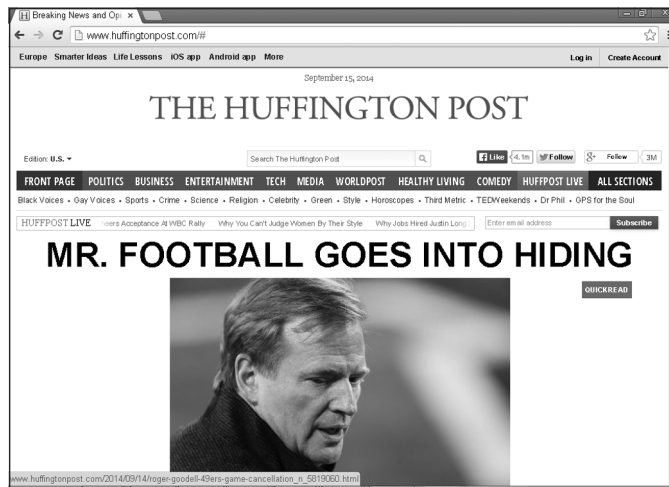 Breaking News and Opi
www.huffingtonpost.com/#
Europe Smarter Ideas Life Lessons iOS app Android app More Log in Create Account
September 15, 2014
THE HUFFINGTON POST
Edition: U.S. Search The Huffington Post Like 4.1m Follow Follow 3M
FRONT PAGE POLITICS BUSINESS ENTERTAINMENT TECH MEDIA WORLDPOST HEALTHY LIVING COMEDY HUFFPOST LIVE ALL SECTIONS
Black Voices • Gay Voices • Sports • Crime • Science • Religion • Celebrity • Green • Style • Horoscopes • Third Metric • TEDWeekends • Dr Phil • GPS for the Soul
HUFFPOST LIVE eers Acceptance At WBC Rally Why You Can't Judge Women By Their Style Why Jobs Hired Justin Long Enter email address Subscribe
MR. FOOTBALL GOES INTO HIDING
QUICKREAD
www.huffingtonpost.com/2014/09/14/roger-goodell-49ers-game-cancellation_n_5819060.html